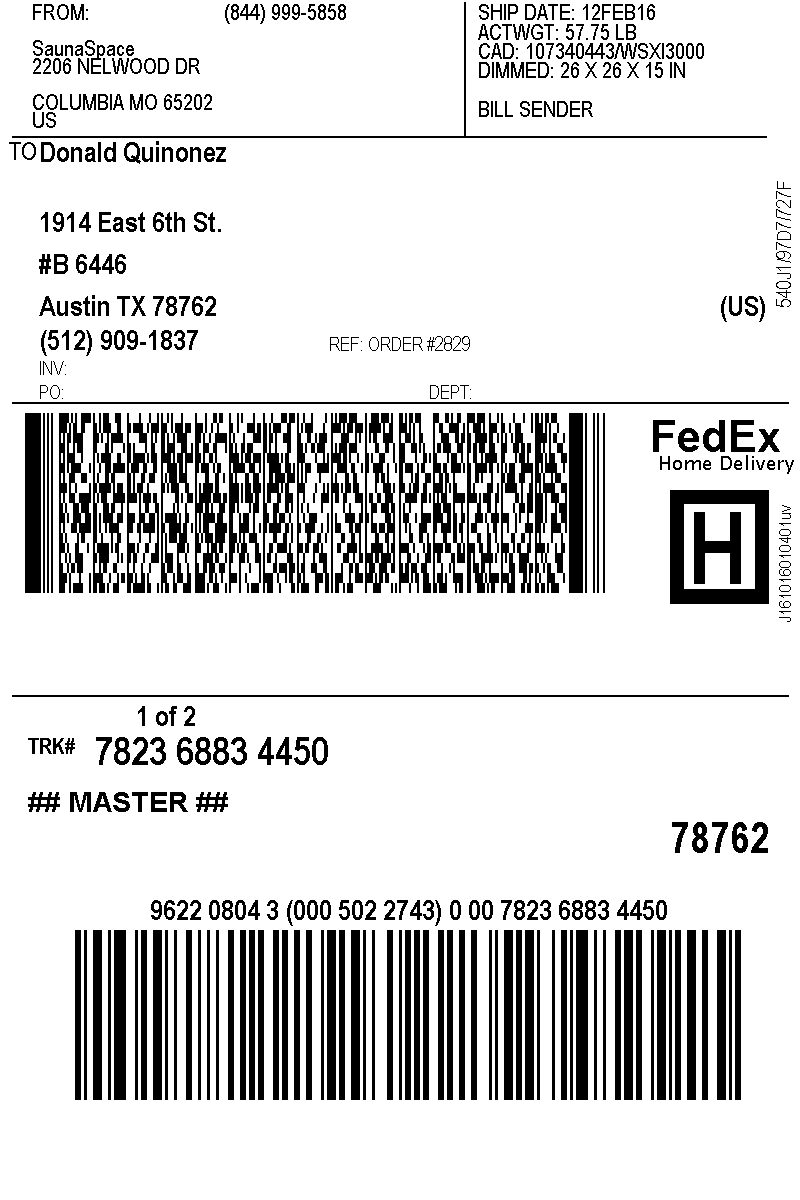 FROM: (844) 999-5858
SaunaSpace
2206 NELWOOD DR
COLUMBIA MO 65202
US
SHIP DATE: 12FEB16
ACTWGT: 57.75 LB
CAD: 107340443/WSXI3000
DIMMED: 26 X 26 X 15 IN
BILL SENDER
TO Donald Quinonez
1914 East 6th St.
#B 6446
Austin TX 78762 (US)
(512) 909-1837 REF: ORDER #2829
INV:
PO: DEPT:
540J1/97D7/727F
FedEx
Home Delivery
H
J161016010401uv
1 of 2
TRK# 7823 6883 4450
## MASTER ##
78762
9622 0804 3 (000 502 2743) 0 00 7823 6883 4450